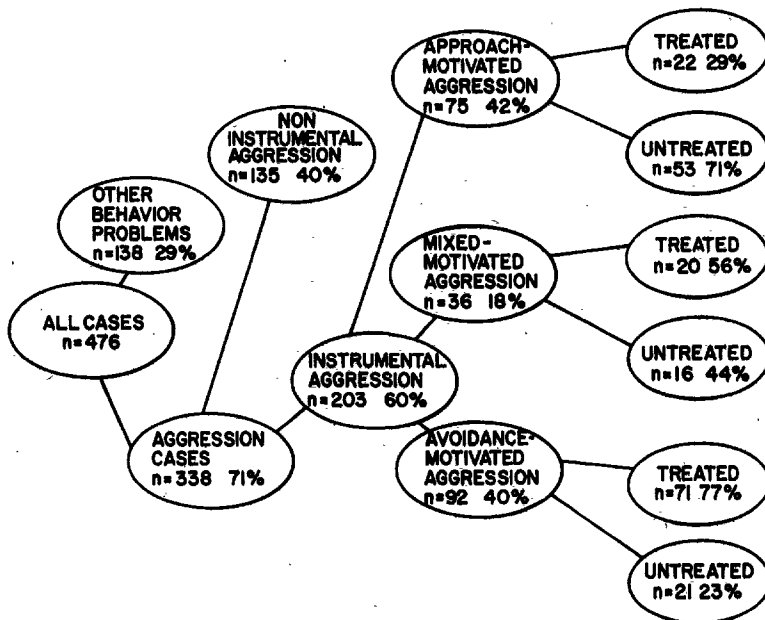 ALL CASES
n=476
OTHER
BEHAVIOR
PROBLEMS
n=138 29%
AGGRESSION
CASES
n=338 71%
NON
INSTRUMENTAL
AGGRESSION
n=135 40%
INSTRUMENTAL
AGGRESSION
n=203 60%
APPROACH-
MOTIVATED
AGGRESSION
n=75 42%
MIXED-
MOTIVATED
AGGRESSION
n=36 18%
AVOIDANCE-
MOTIVATED
AGGRESSION
n=92 40%
TREATED
n=22 29%
UNTREATED
n=53 71%
TREATED
n=20 56%
UNTREATED
n=16 44%
TREATED
n=71 77%
UNTREATED
n=21 23%